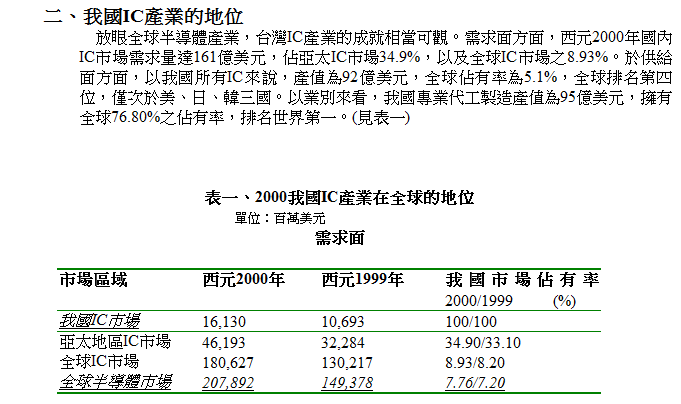 二、我國IC產業的地位
放眼全球半導體產業，台灣IC產業的成就相當可觀。需求面方面，西元2000年國內
IC市場需求量達161億美元，佔亞太IC市場34.9%，以及全球IC市場之8.93%。於供給
面方面，以我國所有IC來說，產值為92億美元，全球佔有率為5.1%，全球排名第四
位，僅次於美、日、韓三國。以業別來看，我國專業代工製造產值為95億美元，擁有
全球76.80%之佔有率，排名世界第一。(見表一)
表一、2000我國IC產業在全球的地位
單位：百萬美元
需求面
市場區域 西元2000年 西元1999年 我國市場佔有率
2000/1999 (%)
我國IC市場 16,130 10,693 100/100
亞太地區IC市場 46,193 32,284 34.90/33.10
全球IC市場 180,627 130,217 8.93/8.20
全球半導體市場 207,892 149,378 7.76/7.20